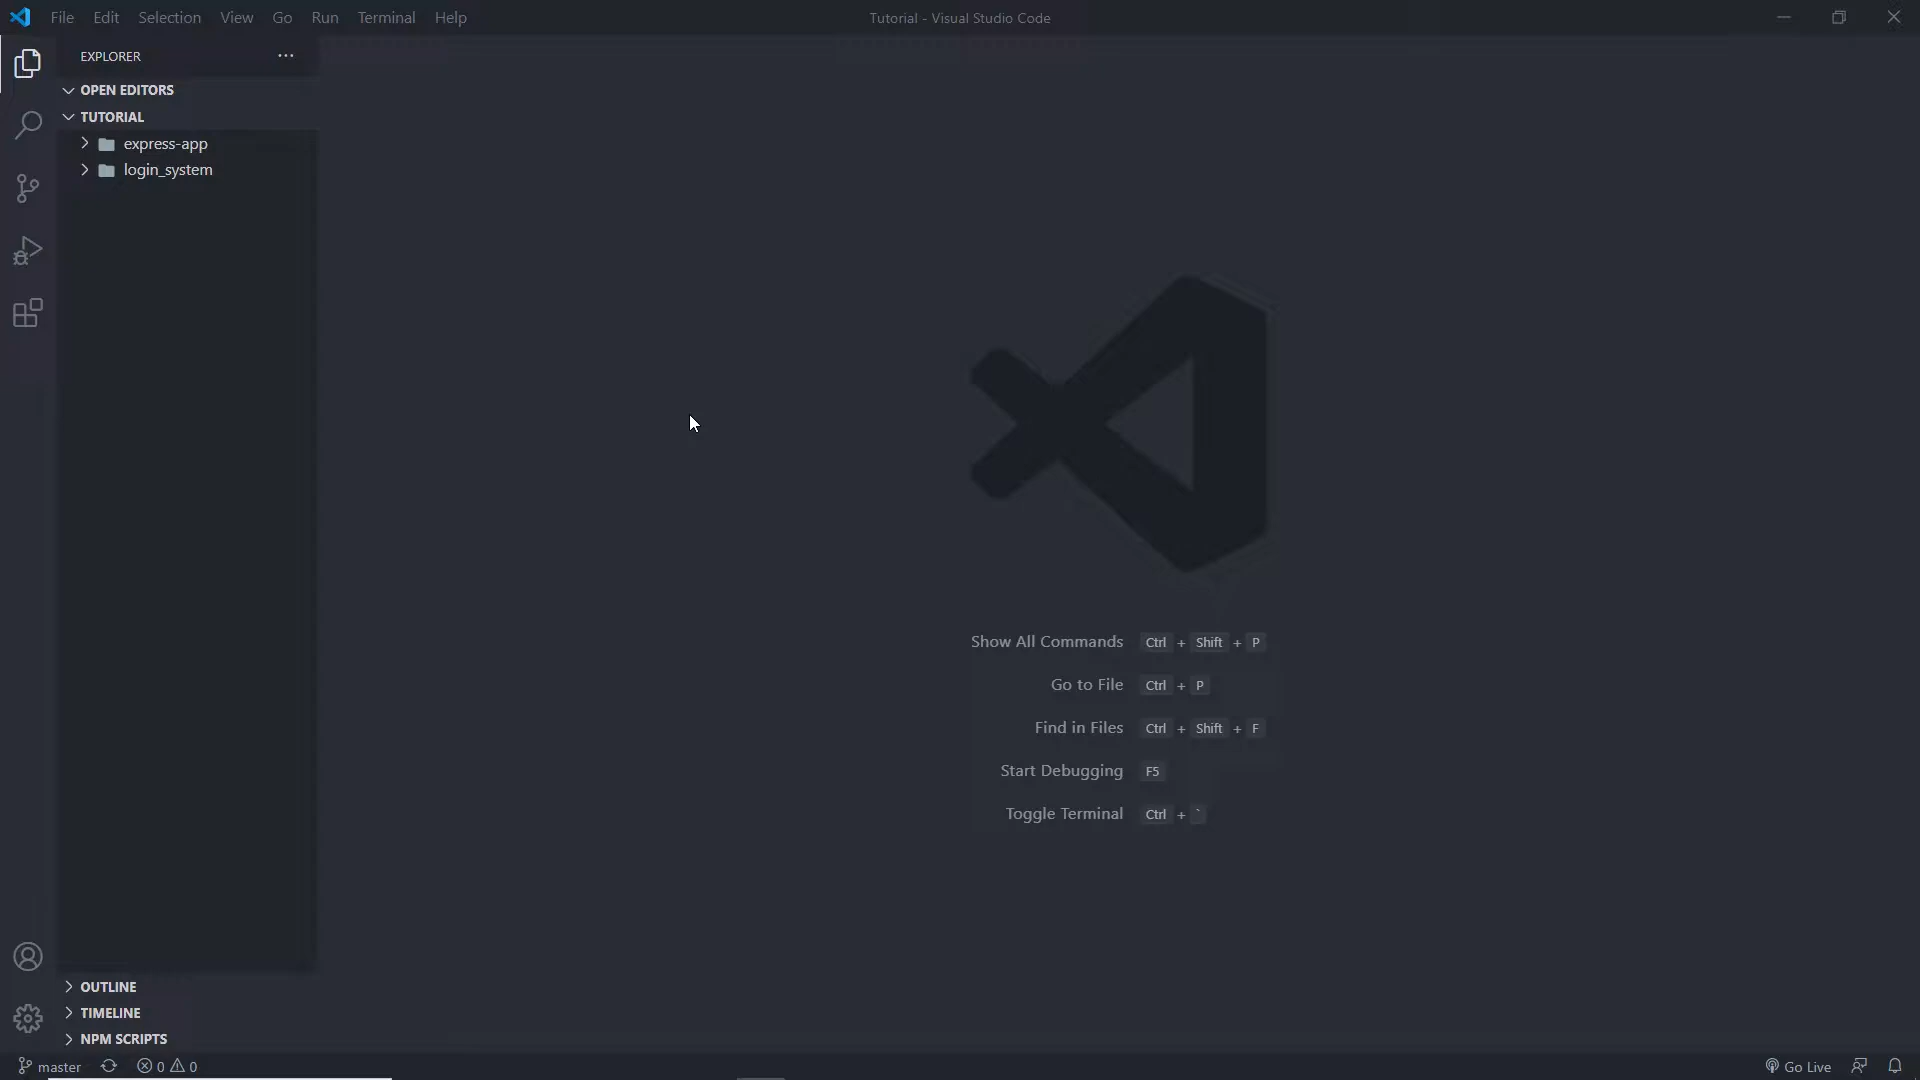 File Edit Selection View Go Run Terminal Help
Tutorial - Visual Studio Code
EXPLORER
OPEN EDITORS
TUTORIAL
express-app
login_system
Show All Commands Ctrl + Shift + P
Go to File Ctrl + P
Find in Files Ctrl + Shift + F
Start Debugging F5
Toggle Terminal Ctrl + `
OUTLINE
TIMELINE
NPM SCRIPTS
master 0 0 Go Live